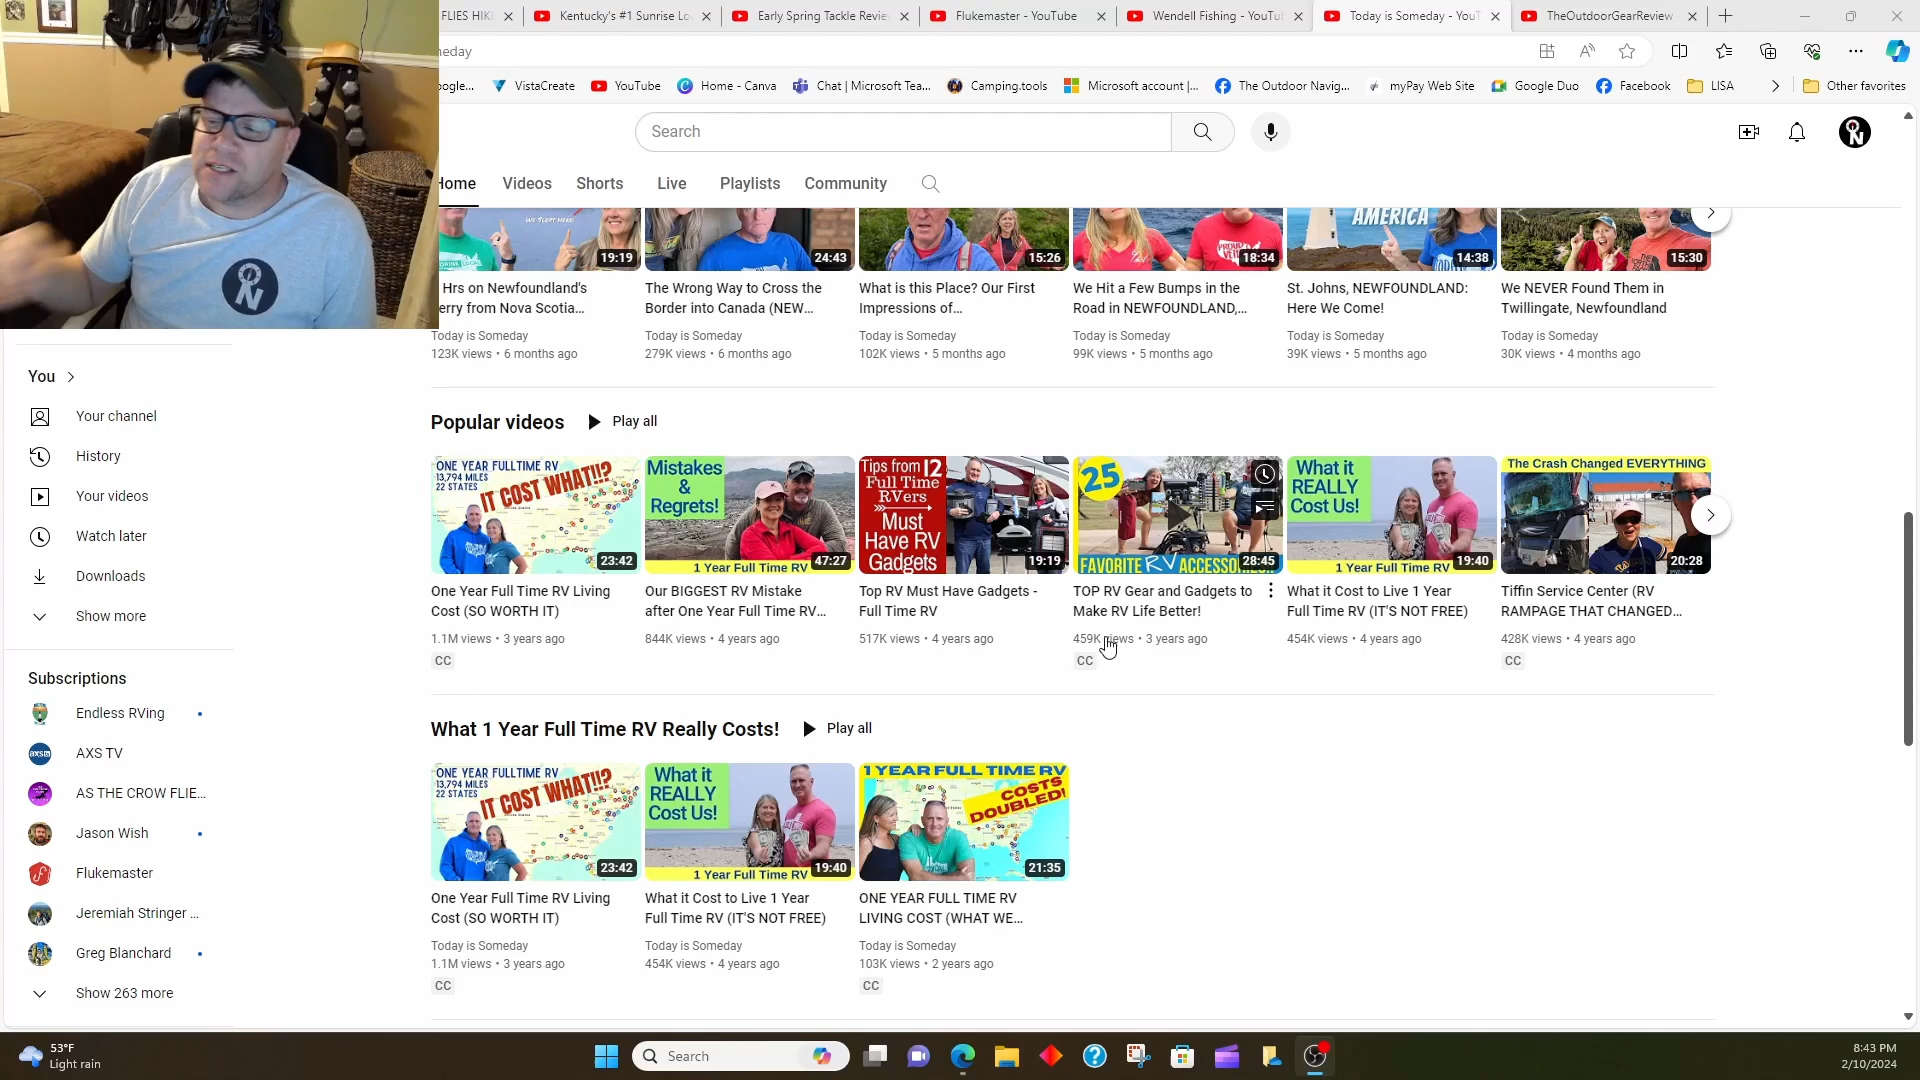 FLIES HIK
Kentucky's #1 Sunrise Lo
Early Spring Tackle Revie
Flukemaster - YouTube
Wendell Fishing - YouTu
Today is Someday - YouT
TheOutdoorGearReview
neday
oogle...
VistaCreate
YouTube
Home - Canva
Chat | Microsoft Tea...
Camping.tools
Microsoft account |...
The Outdoor Navig...
myPay Web Site
Google Duo
Facebook
LISA
Other favorites
Search
Home
Videos
Shorts
Live
Playlists
Community
WE SLEPT HERE!
19:19
24:43
15:26
18:34
AMERICA
14:38
15:30
Hrs on Newfoundland's
erry from Nova Scotia...
Today is Someday
123K views • 6 months ago
The Wrong Way to Cross the
Border into Canada (NEW...
Today is Someday
279K views • 6 months ago
What is this Place? Our First
Impressions of...
Today is Someday
102K views • 5 months ago
We Hit a Few Bumps in the
Road in NEWFOUNDLAND,...
Today is Someday
99K views • 5 months ago
St. Johns, NEWFOUNDLAND:
Here We Come!
Today is Someday
39K views • 5 months ago
We NEVER Found Them in
Twillingate, Newfoundland
Today is Someday
30K views • 4 months ago
You
Your channel
History
Your videos
Watch later
Downloads
Show more
Subscriptions
Endless RVing
AXS TV
AS THE CROW FLIE...
Jason Wish
Flukemaster
Jeremiah Stringer ...
Greg Blanchard
Show 263 more
Popular videos
Play all
ONE YEAR FULLTIME RV
13,794 MILES
22 STATES
IT COST WHAT!!?
23:42
One Year Full Time RV Living
Cost (SO WORTH IT)
1.1M views • 3 years ago
CC
Mistakes
&
Regrets!
1 Year Full Time RV
47:27
Our BIGGEST RV Mistake
after One Year Full Time RV...
844K views • 4 years ago
Tips from 12
Full Time
RVers
Must
Have RV
Gadgets
19:19
Top RV Must Have Gadgets -
Full Time RV
517K views • 4 years ago
25
FAVORITE RV ACCESSORIES
28:45
TOP RV Gear and Gadgets to
Make RV Life Better!
459K views • 3 years ago
CC
What it
REALLY
Cost Us!
1 Year Full Time RV
19:40
What it Cost to Live 1 Year
Full Time RV (IT'S NOT FREE)
454K views • 4 years ago
The Crash Changed EVERYTHING
20:28
Tiffin Service Center (RV
RAMPAGE THAT CHANGED...
428K views • 4 years ago
CC
What 1 Year Full Time RV Really Costs!
Play all
ONE YEAR FULLTIME RV
13,794 MILES
22 STATES
IT COST WHAT!!?
23:42
One Year Full Time RV Living
Cost (SO WORTH IT)
Today is Someday
1.1M views • 3 years ago
CC
What it
REALLY
Cost Us!
1 Year Full Time RV
19:40
What it Cost to Live 1 Year
Full Time RV (IT'S NOT FREE)
Today is Someday
454K views • 4 years ago
1 YEAR FULL TIME RV
COSTS
DOUBLED!
21:35
ONE YEAR FULL TIME RV
LIVING COST (WHAT WE...
Today is Someday
103K views • 2 years ago
CC
53°F
Light rain
Search
8:43 PM
2/10/2024